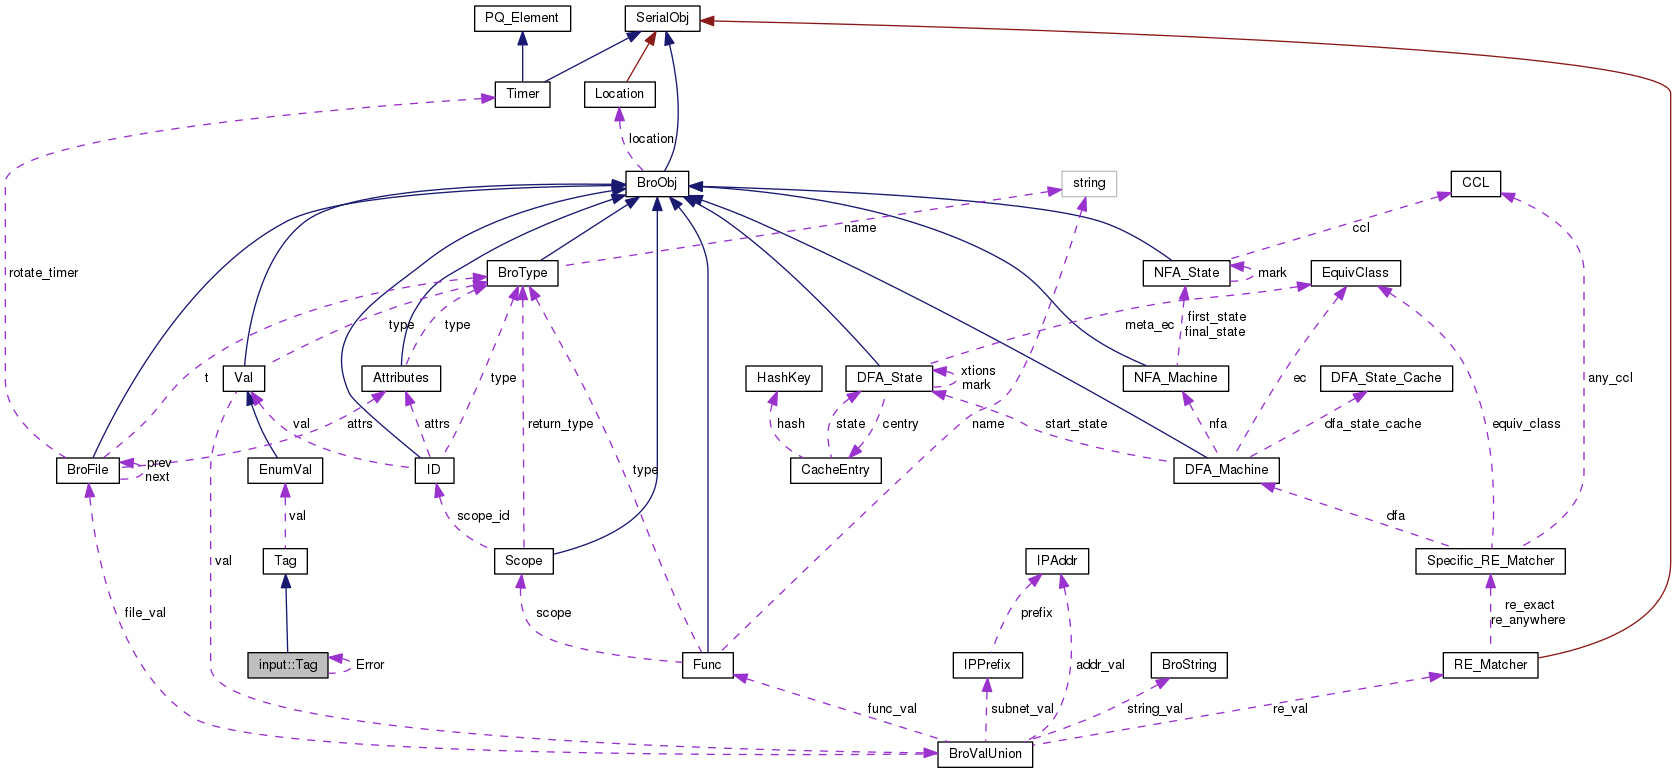 PQ_Element
SerialObj
Timer
Location
location
BroObj
string
CCL
name
ccl
rotate_timer
BroType
NFA_State
mark
EquivClass
type
type
meta_ec
first_state
final_state
t
Val
Attributes
type
HashKey
DFA_State
xtions
mark
NFA_Machine
ec
DFA_State_Cache
any_ccl
val
attrs
attrs
return_type
hash
state
centry
name
start_state
nfa
dfa_state_cache
equiv_class
BroFile
prev
next
EnumVal
ID
type
CacheEntry
DFA_Machine
val
scope_id
dfa
val
Tag
Scope
IPAddr
Specific_RE_Matcher
file_val
scope
prefix
re_exact
re_anywhere
input::Tag
Error
Func
IPPrefix
addr_val
BroString
RE_Matcher
func_val
subnet_val
string_val
re_val
BroValUnion